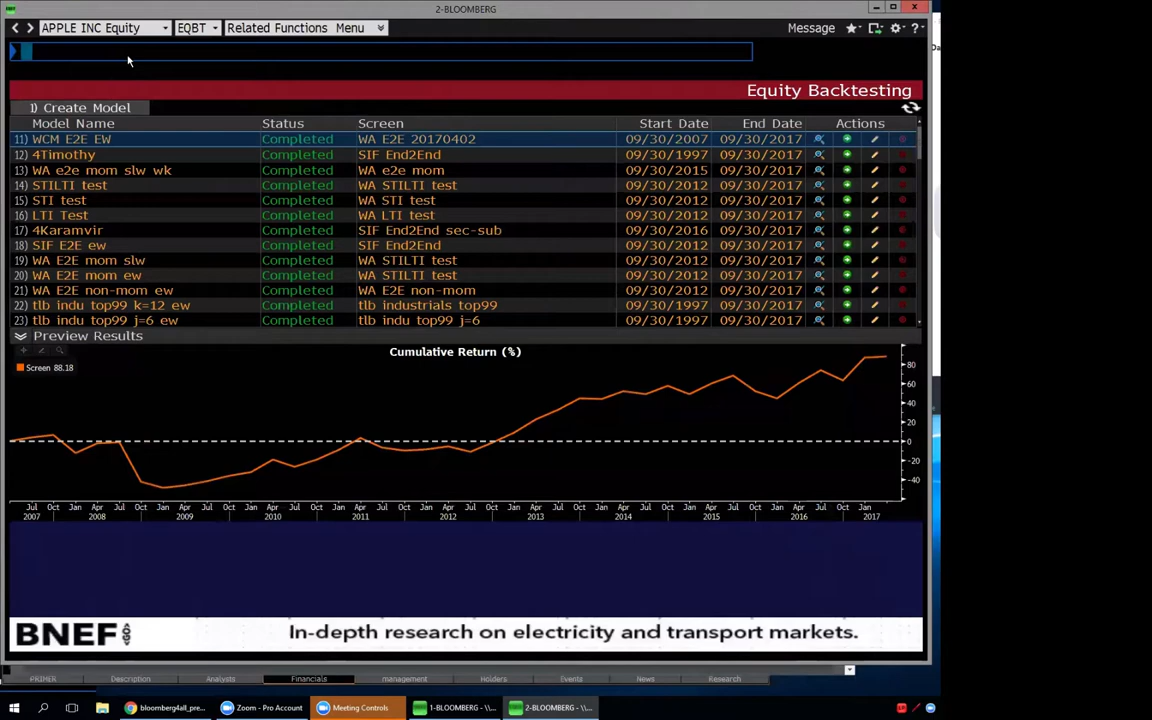 2-BLOOMBERG
APPLE INC Equity EQBT Related Functions Menu Message
Equity Backtesting
1) Create Model
Model Name Status Screen Start Date End Date Actions
11) WCM E2E EW Completed WA E2E 20170402 09/30/2007 09/30/2017
12) 4Timothy Completed SIF End2End 09/30/1997 09/30/2017
13) WA e2e mom slw wk Completed WA e2e mom 09/30/2015 09/30/2017
14) STILTI test Completed WA STILTI test 09/30/2012 09/30/2017
15) STI test Completed WA STI test 09/30/2012 09/30/2017
16) LTI Test Completed WA LTI test 09/30/2012 09/30/2017
17) 4Karamvir Completed SIF End2End sec-sub 09/30/2016 09/30/2017
18) SIF E2E ew Completed SIF End2End 09/30/2012 09/30/2017
19) WA E2E mom slw Completed WA STILTI test 09/30/2012 09/30/2017
20) WA E2E mom ew Completed WA STILTI test 09/30/2012 09/30/2017
21) WA E2E non-mom ew Completed WA E2E non-mom 09/30/2012 09/30/2017
22) tlb indu top99 k=12 ew Completed tlb industrials top99 09/30/1997 09/30/2017
23) tlb indu top99 j=6 ew Completed tlb indu top99 j=6 09/30/1997 09/30/2017
Preview Results
Cumulative Return (%)
Screen 88.18
80
60
40
20
0
-20
-40
Jul Oct Jan Apr Jul Oct Jan Apr Jul Oct Jan Apr Jul Oct Jan Apr Jul Oct Jan Apr Jul Oct Jan Apr Jul Oct Jan Apr Jul Oct Jan Apr Jul Oct Jan Apr Jul Oct Jan
2007 2008 2009 2010 2011 2012 2013 2014 2015 2016 2017
BNEF
In-depth research on electricity and transport markets.
PRIMER Description Analysts Financials management Holders Events News Research
bloomberg4all_pre... Zoom - Pro Account Meeting Controls 1-BLOOMBERG - \\... 2-BLOOMBERG - \\...